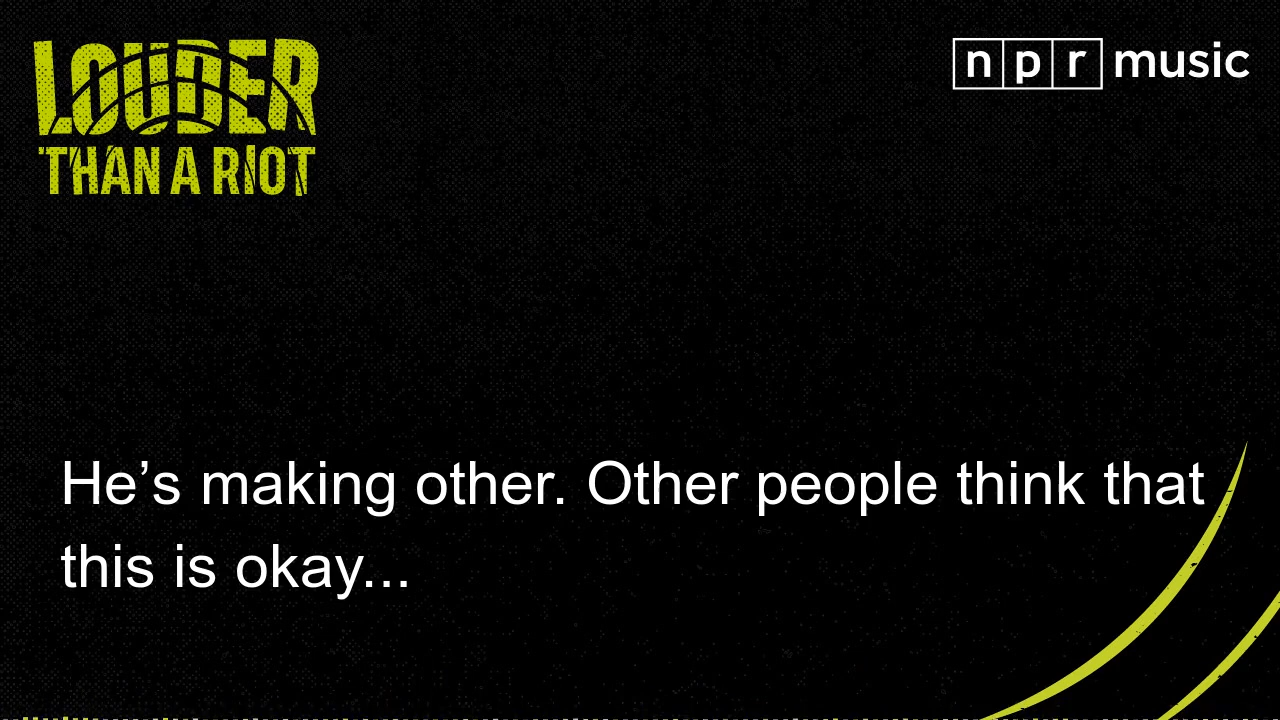 LOUDER
THAN A RIOT
npr music
He’s making other. Other people think that
this is okay...